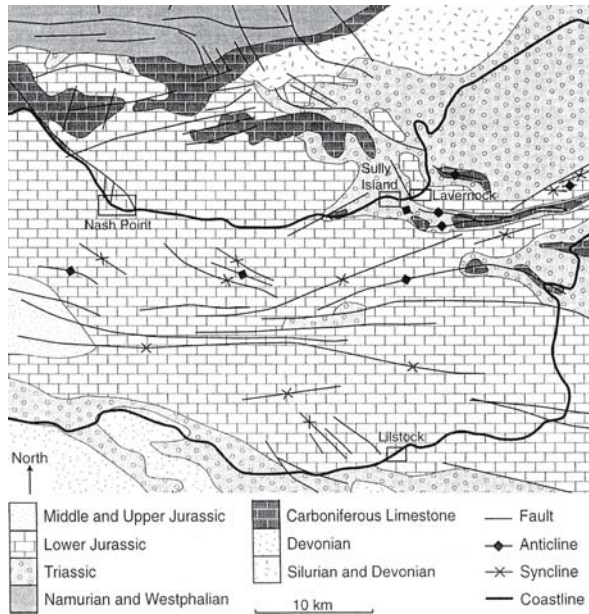 Sully
Island
Lavernock
Nash Point
Lilstock
North
Middle and Upper Jurassic
Lower Jurassic
Triassic
Namurian and Westphalian
Carboniferous Limestone
Devonian
Silurian and Devonian
10 km
Fault
Anticline
Syncline
Coastline